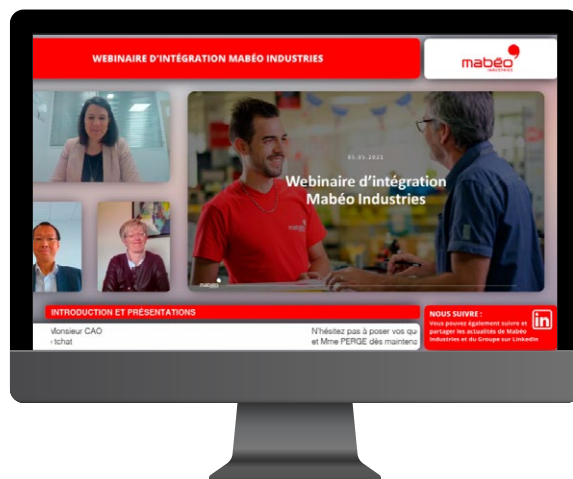 WEBINAIRE D'INTÉGRATION MABÉO INDUSTRIES
mabéo
INDUSTRIES
05.05.2021
Webinaire d'intégration
Mabéo Industries
mabéo
INTRODUCTION ET PRÉSENTATIONS
Monsieur CAO
tchat
N'hésitez pas à poser vos qu
et Mme PERGE dès maintena
NOUS SUIVRE :
Vous pouvez également suivre et
partager les actualités de Mabéo
Industries et du Groupe sur LinkedIn
in